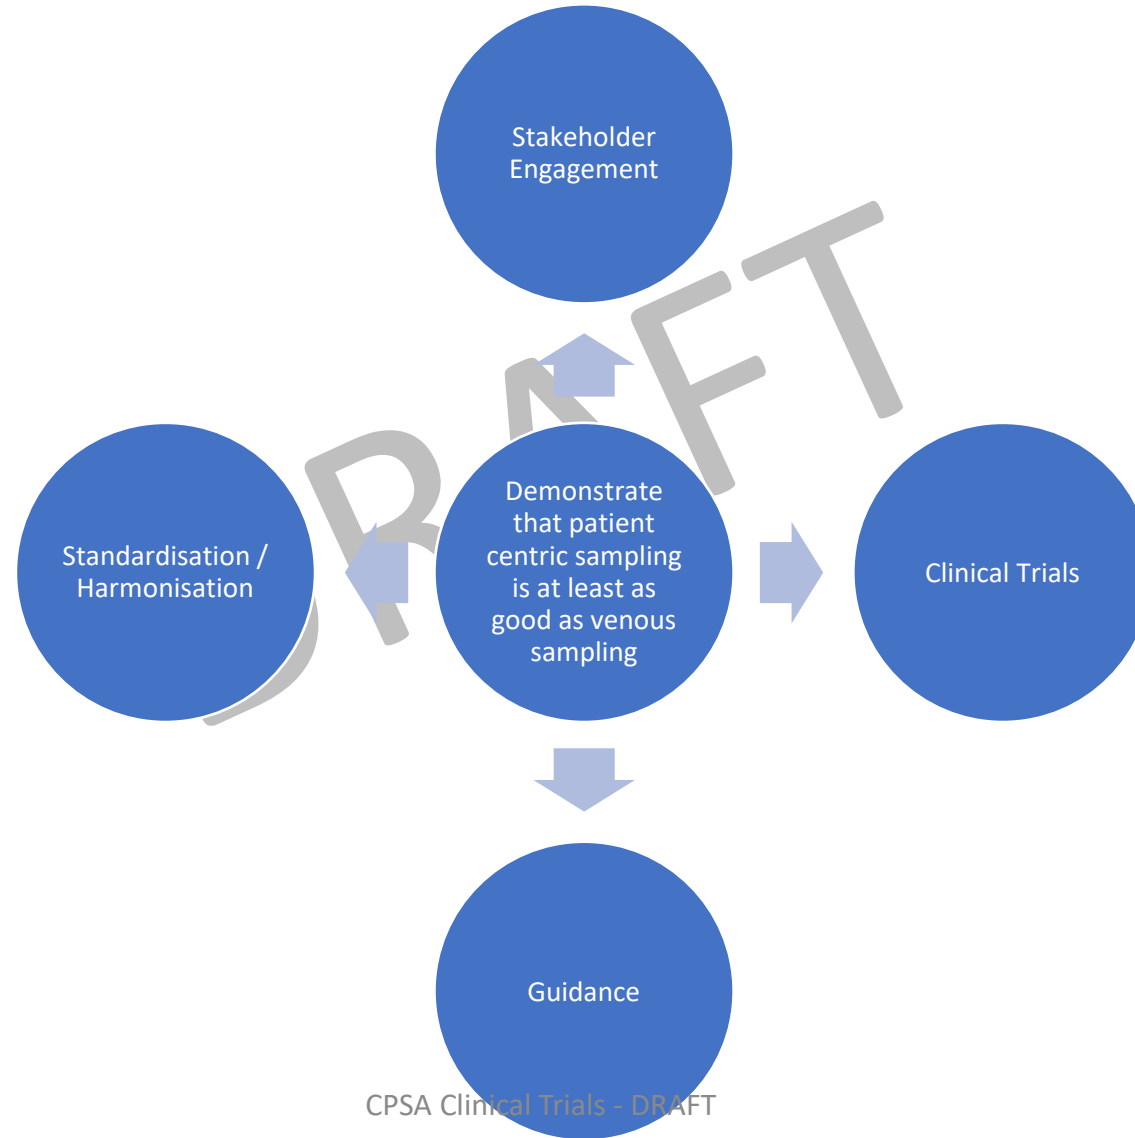 Stakeholder
Engagement
DRAFT
Standardisation /
Harmonisation
Demonstrate
that patient
centric sampling
is at least as
good as venous
sampling
Clinical Trials
Guidance
CPSA Clinical Trials - DRAFT